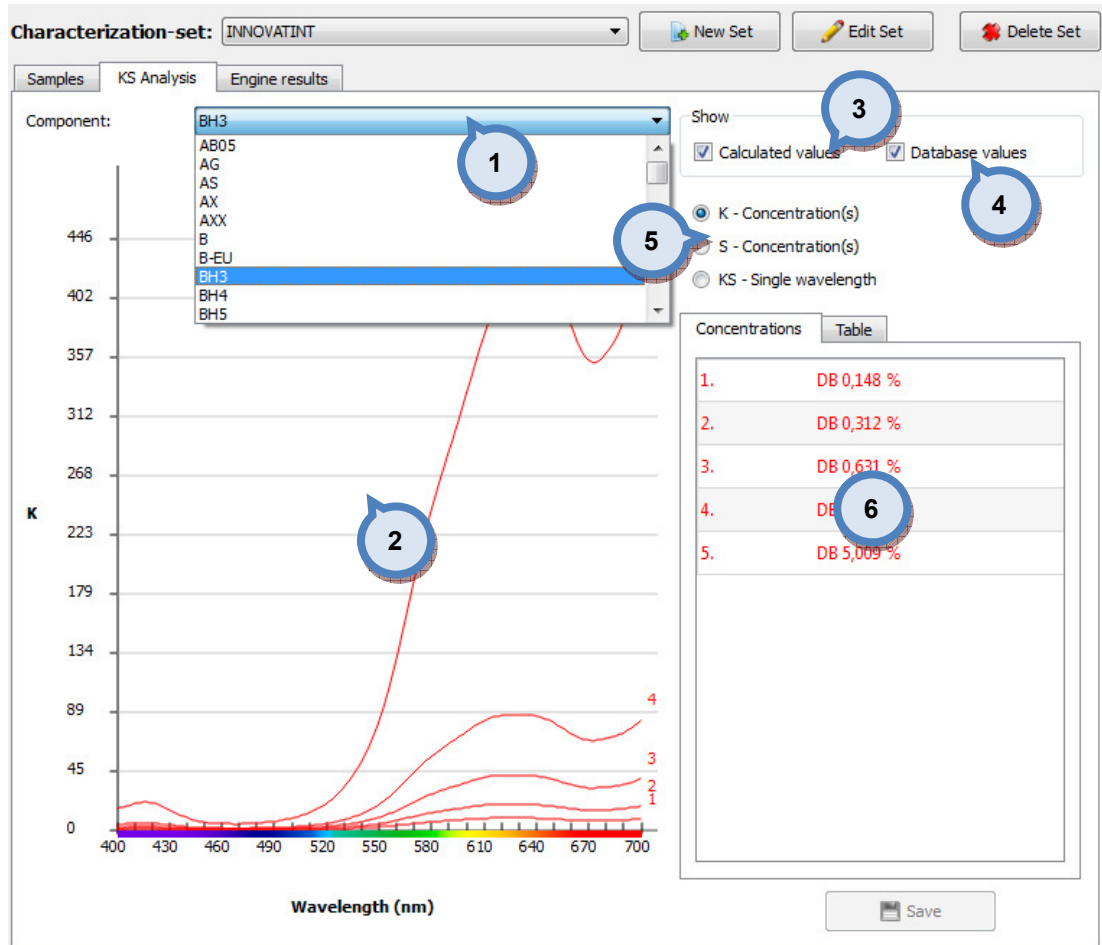 Characterization-set: INNOVATINT New Set Edit Set Delete Set
Samples KS Analysis Engine results
Component: BH3
AB05
AG
AS
AX
AXX
B
B-EU
BH3
BH4
BH5
1
Show
3
Calculated values Database values
4
5
K - Concentration(s)
S - Concentration(s)
KS - Single wavelength
Concentrations Table
1. DB 0,148 %
2. DB 0,312 %
3. DB 0,631 %
4. DB
6
5. DB 5,009 %
446
402
357
312
268
K
223
179
134
89
45
0
2
4
3
2
1
400 430 460 490 520 550 580 610 640 670 700
Wavelength (nm)
Save